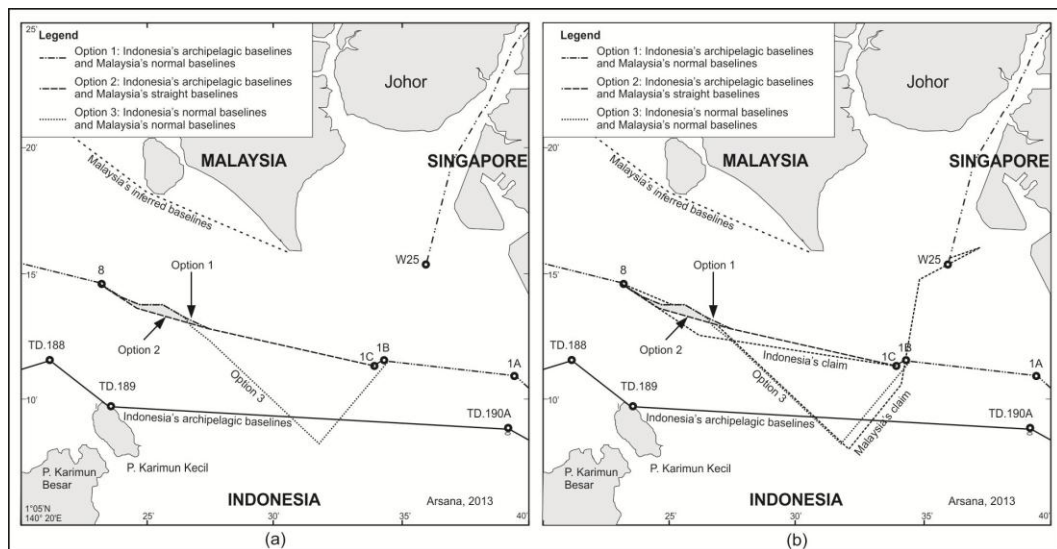 25'
Legend
Option 1: Indonesia's archipelagic baselines
and Malaysia's normal baselines
Option 2: Indonesia's archipelagic baselines
and Malaysia's straight baselines
Option 3: Indonesia's normal baselines
and Malaysia's normal baselines
Johor
20'
MALAYSIA
SINGAPORE
Malaysia's inferred baselines
W25
15'
8
Option 1
TD.188
Option 2
1C
1B
1A
TD.189
Option 3
10'
Indonesia's archipelagic baselines
TD.190A
P. Karimun Kecil
P. Karimun
Besar
INDONESIA
Arsana, 2013
1°05'N
140° 20'E
25'
35'
40'
(a)
Legend
Option 1: Indonesia's archipelagic baselines
and Malaysia's normal baselines
Option 2: Indonesia's archipelagic baselines
and Malaysia's straight baselines
Option 3: Indonesia's normal baselines
and Malaysia's normal baselines
Johor
MALAYSIA
SINGAPORE
Malaysia's inferred baselines
W25
8
Option 1
TD.188
Option 2
Indonesia's claim
1C
1B
1A
TD.189
Option 3
Malaysia's claim
Indonesia's archipelagic baselines
TD.190A
P. Karimun Kecil
P. Karimun
Besar
INDONESIA
Arsana, 2013
25'
30'
35'
40'
(b)